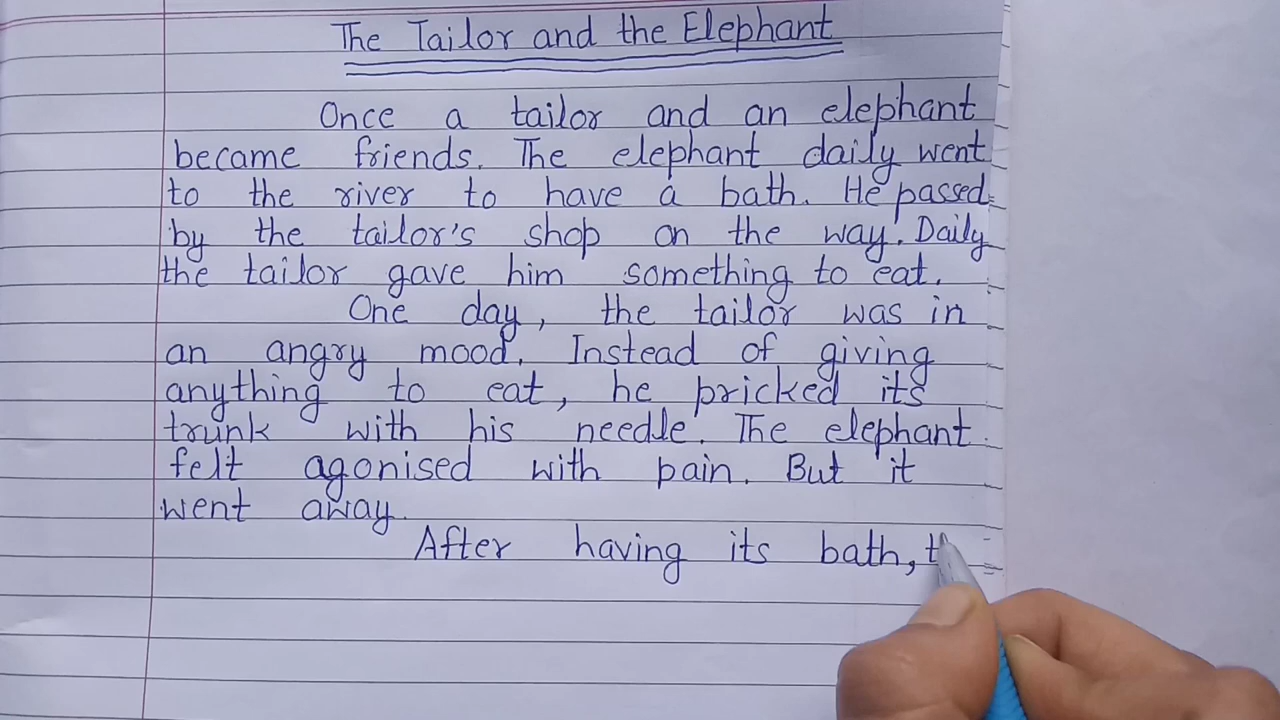 The Tailor and the Elephant
Once a tailor and an elephant
became friends. The elephant daily went
to the river to have a bath. He passed
by the tailor's shop on the way. Daily
the tailor gave him something to eat.
One day, the tailor was in
an angry mood. Instead of giving
anything to eat, he pricked its
trunk with his needle. The elephant
felt agonised with pain. But it
went away.
After having its bath, t